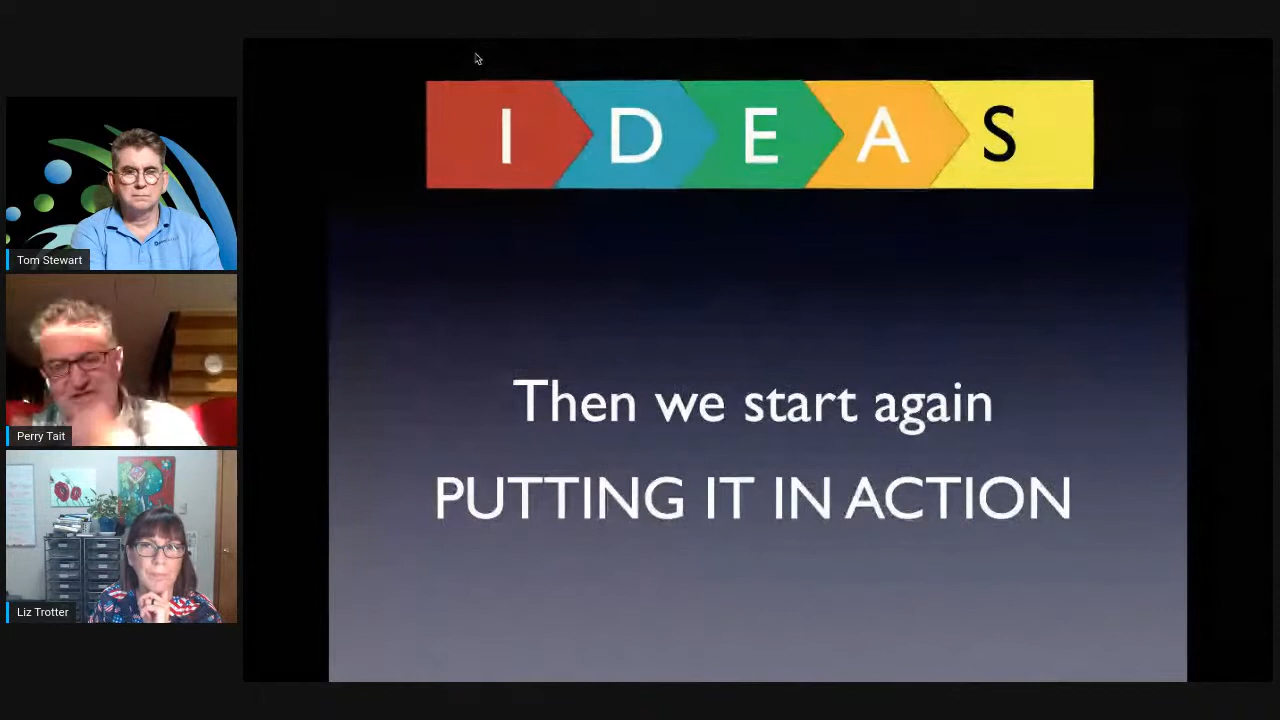 I D E A S
Then we start again
PUTTING IT IN ACTION
Tom Stewart
Perry Tait
Liz Trotter